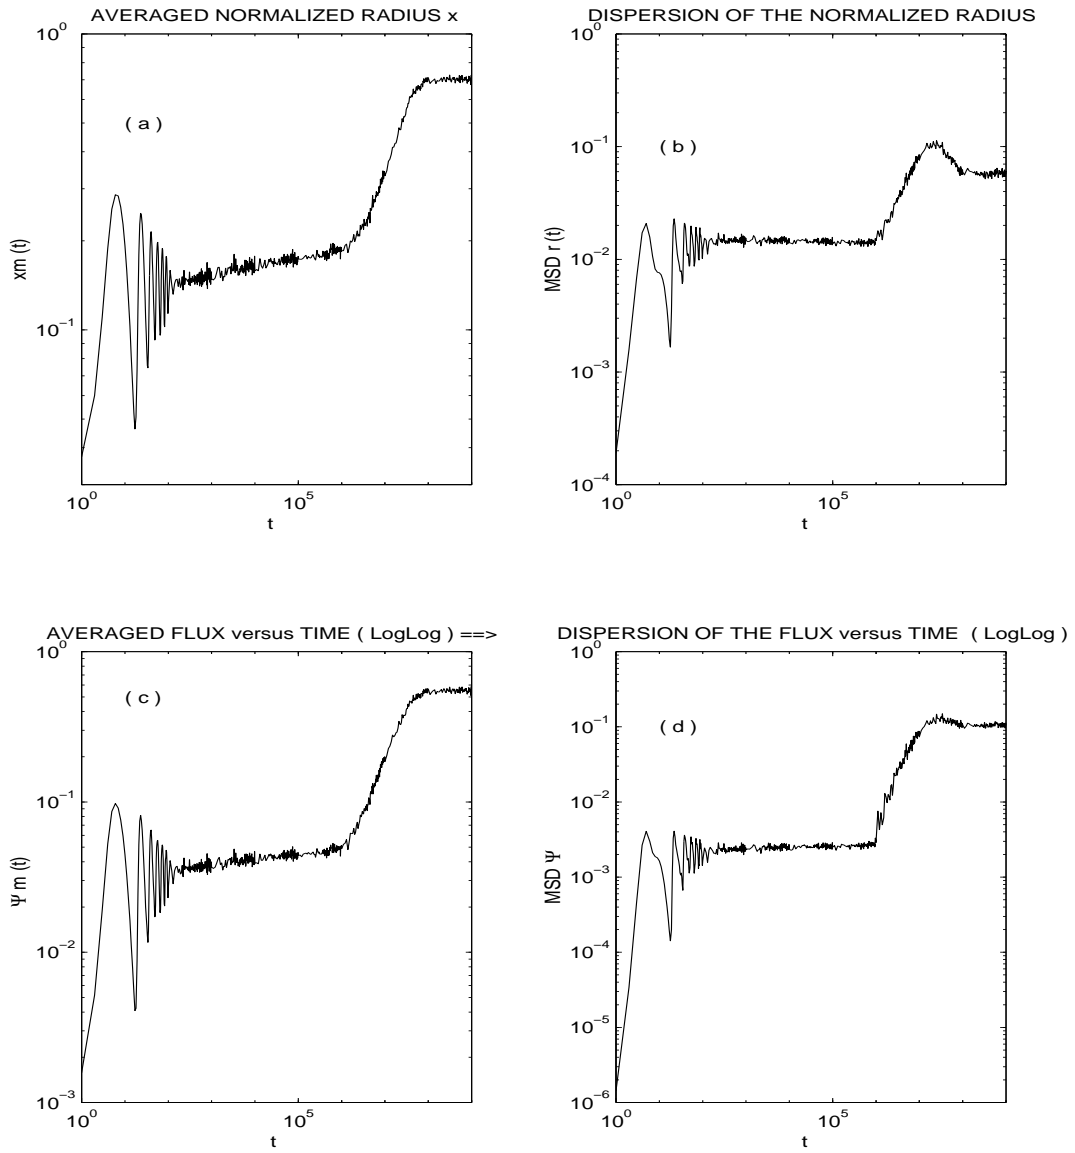 AVERAGED NORMALIZED RADIUS x
10^0
( a )
xm (t)
10^-1
10^0
10^5
t
DISPERSION OF THE NORMALIZED RADIUS
10^0
10^-1
( b )
10^-2
MSD r (t)
10^-3
10^-4
10^0
10^5
t
AVERAGED FLUX versus TIME ( LogLog ) ==>
10^0
( c )
10^-1
Ψ m (t)
10^-2
10^-3
10^0
10^5
t
DISPERSION OF THE FLUX versus TIME ( LogLog )
10^0
10^-1
( d )
10^-2
MSD Ψ
10^-3
10^-4
10^-5
10^-6
10^0
10^5
t